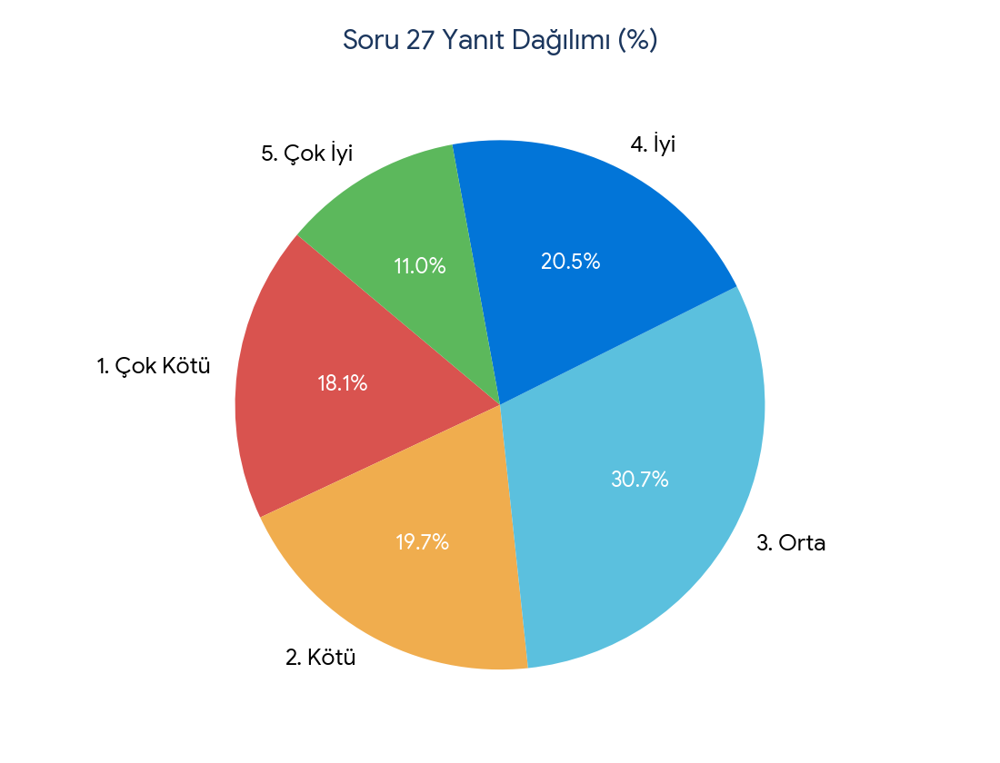 Soru 27 Yanıt Dağılımı (%)
4. İyi
5. Çok İyi
20.5%
11.0%
1. Çok Kötü
18.1%
30.7%
3. Orta
19.7%
2. Kötü